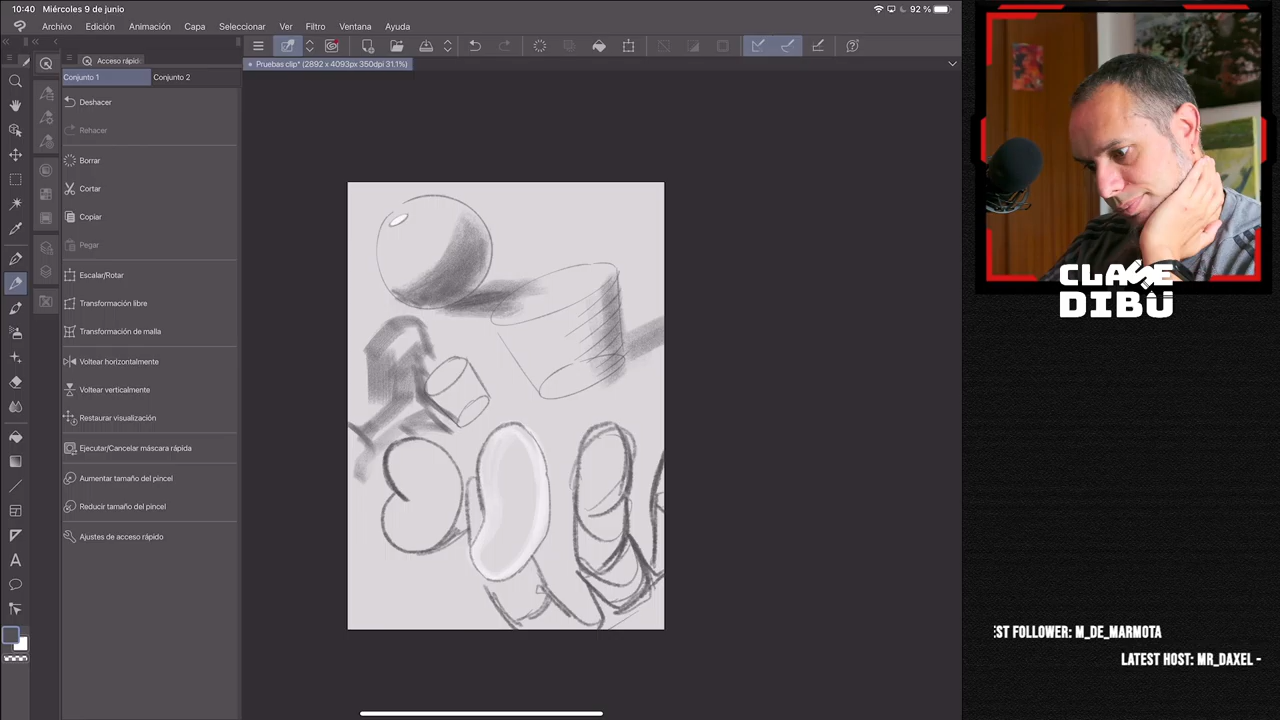 10:40 Miércoles 9 de junio
92 %
Archivo Edición Animación Capa Seleccionar Ver Filtro Ventana Ayuda
Acceso rápid
Pruebas clip* (2892 x 4093px 350dpi 31.1%)
Conjunto 1 Conjunto 2
Deshacer
Rehacer
Borrar
Cortar
Copiar
Pegar
Escalar/Rotar
Transformación libre
Transformación de malla
Voltear horizontalmente
Voltear verticalmente
Restaurar visualización
Ejecutar/Cancelar máscara rápida
Aumentar tamaño del pincel
Reducir tamaño del pincel
Ajustes de acceso rápido
CLASE
DIBU
EST FOLLOWER: M_DE_MARMOTA
LATEST HOST: MR_DAXEL -